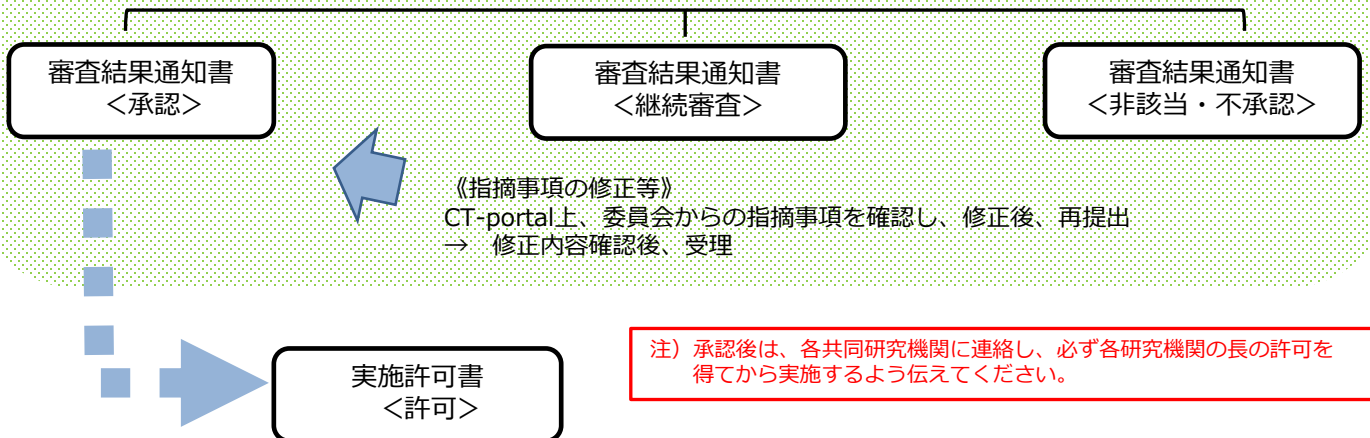 審査結果通知書
＜承認＞
審査結果通知書
＜継続審査＞
審査結果通知書
＜非該当・不承認＞
《指摘事項の修正等》
CT-portal上、委員会からの指摘事項を確認し、修正後、再提出
→　修正内容確認後、受理
注）承認後は、各共同研究機関に連絡し、必ず各研究機関の長の許可を
得てから実施するよう伝えてください。
実施許可書
＜許可＞